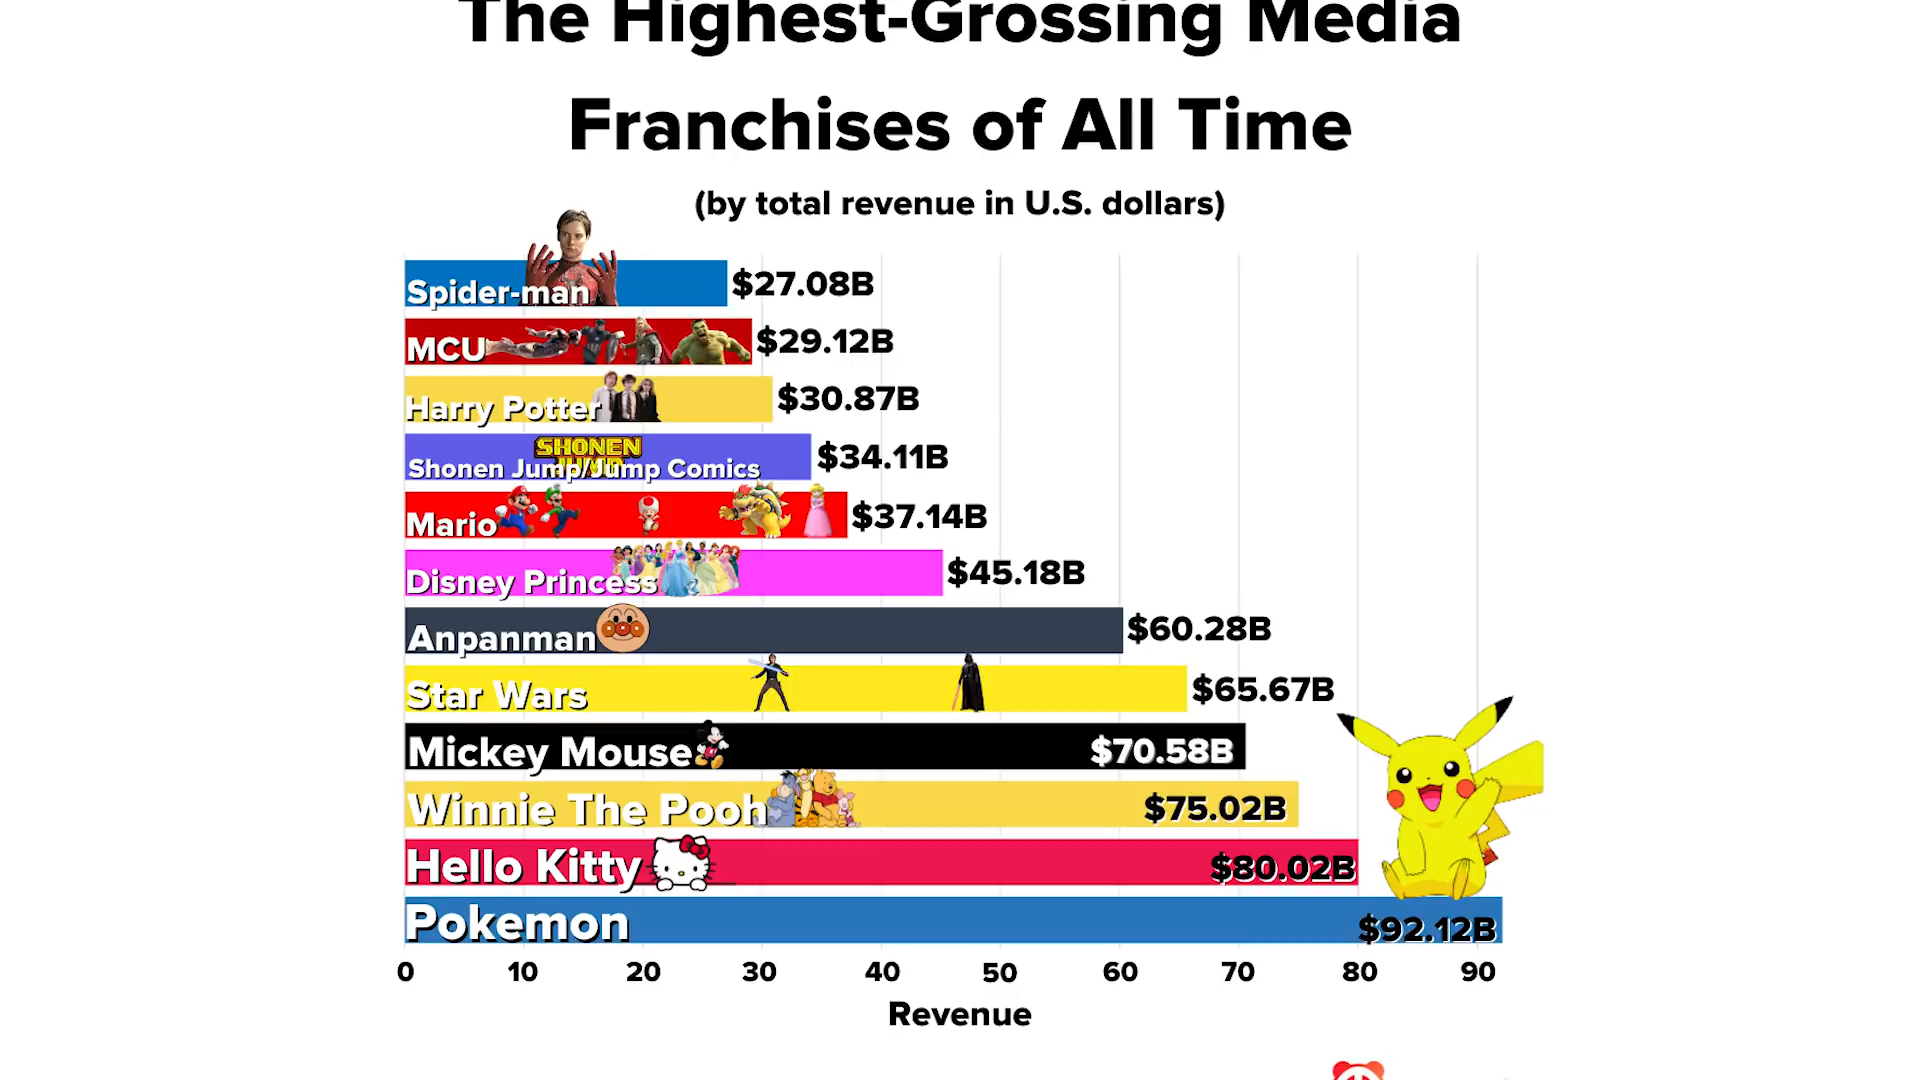 The Highest-Grossing Media
Franchises of All Time
(by total revenue in U.S. dollars)
Spider-man $27.08B
MCU $29.12B
Harry Potter $30.87B
SHONEN
JUMP
Shonen Jump/Jump Comics $34.11B
Mario $37.14B
Disney Princess $45.18B
Anpanman $60.28B
Star Wars $65.67B
Mickey Mouse $70.58B
Winnie The Pooh $75.02B
Hello Kitty $80.02B
Pokemon $92.12B
0 10 20 30 40 50 60 70 80 90
Revenue